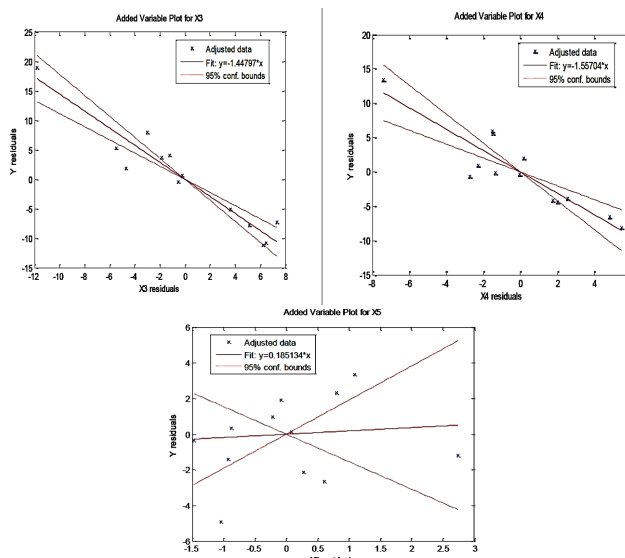 Added Variable Plot for X3
25
20
15
10
5
0
-5
-10
-15
Y residuals
Adjusted data
Fit: y=-1.44797*x
95% conf. bounds
-12 -10 -8 -6 -4 -2 0 2 4 6 8
X3 residuals
Added Variable Plot for X4
20
15
10
5
0
-5
-10
-15
Y residuals
Adjusted data
Fit: y=-1.55704*x
95% conf. bounds
-8 -6 -4 -2 0 2 4
X4 residuals
Added Variable Plot for X5
6
4
2
0
-2
-4
-6
Y residuals
Adjusted data
Fit: y=0.185134*x
95% conf. bounds
-1.5 -1 -0.5 0 0.5 1 1.5 2 2.5 3